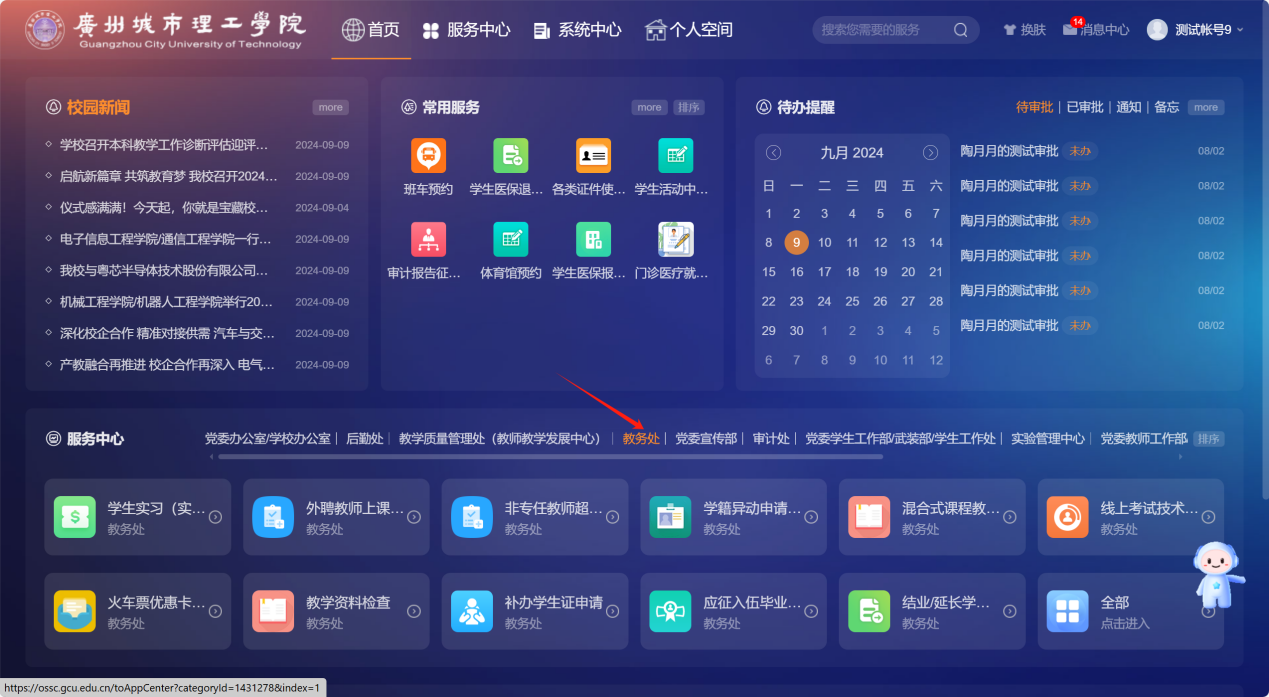 廣州城市理工學院
Guangzhou City University of Technology
首页
服务中心
系统中心
个人空间
搜索您需要的服务
换肤
14
消息中心
测试帐号9
校园新闻
more
学校召开本科教学工作诊断评估迎评… 2024-09-09
启航新篇章 共筑教育梦 我校召开2024… 2024-09-09
仪式感满满！今天起，你就是宝藏校… 2024-09-04
电子信息工程学院/通信工程学院一行… 2024-09-09
我校与粤芯半导体技术股份有限公司… 2024-09-09
机械工程学院/机器人工程学院举行20… 2024-09-09
深化校企合作 精准对接供需 汽车与交… 2024-09-09
产教融合再推进 校企合作再深入 电气… 2024-09-09
常用服务
more 排序
班车预约 学生医保退… 各类证件使… 学生活动中…
审计报告征… 体育馆预约 学生医保报… 门诊医疗就…
待办提醒
待审批 | 已审批 | 通知 | 备忘 more
九月 2024
日 一 二 三 四 五 六
1 2 3 4 5 6 7
8 9 10 11 12 13 14
15 16 17 18 19 20 21
22 23 24 25 26 27 28
29 30 1 2 3 4 5
6 7 8 9 10 11 12
陶月月的测试审批 未办 08/02
陶月月的测试审批 未办 08/02
陶月月的测试审批 未办 08/02
陶月月的测试审批 未办 08/02
陶月月的测试审批 未办 08/02
陶月月的测试审批 未办 08/02
服务中心
党委办公室/学校办公室 | 后勤处 | 教学质量管理处（教师教学发展中心） | 教务处 | 党委宣传部 | 审计处 | 党委学生工作部/武装部/学生工作处 | 实验管理中心 | 党委教师工作部 排序
学生实习（实…
教务处
外聘教师上课…
教务处
非专任教师超…
教务处
学籍异动申请…
教务处
混合式课程教…
教务处
线上考试技术…
教务处
火车票优惠卡…
教务处
教学资料检查
教务处
补办学生证申请
教务处
应征入伍毕业…
教务处
结业/延长学…
教务处
全部
点击进入
https://ossc.gcu.edu.cn/toAppCenter?categoryId=1431278&index=1